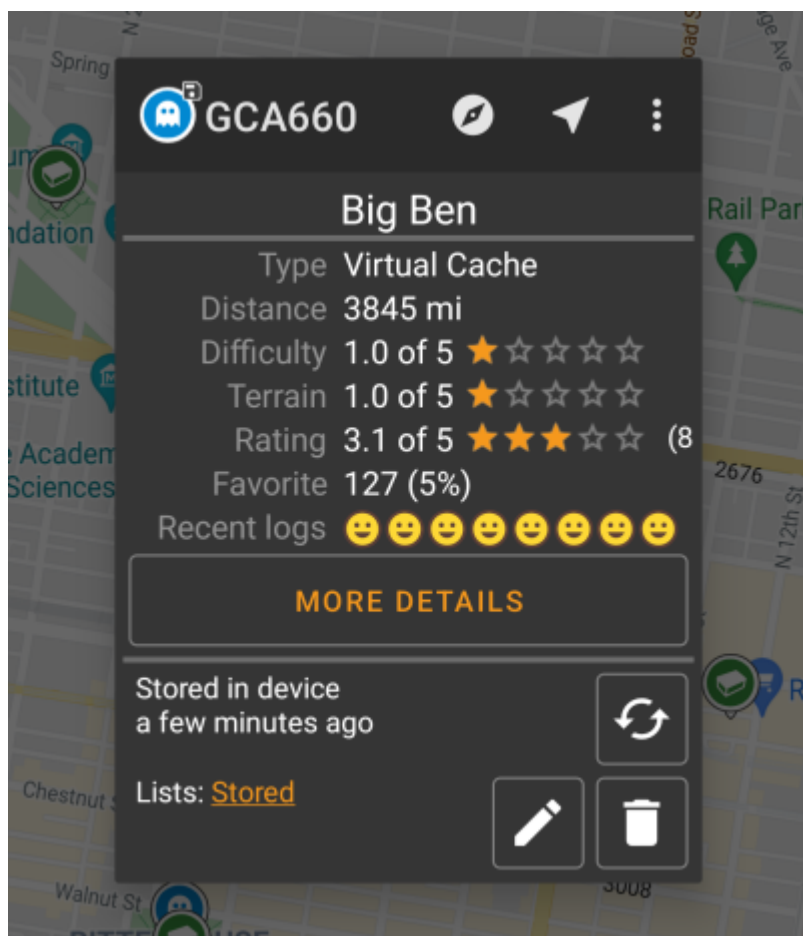 Spring
GCA660
Big Ben
Rail Par
ndation
Type Virtual Cache
Distance 3845 mi
Difficulty 1.0 of 5
stitute
Terrain 1.0 of 5
Rating 3.1 of 5 (8
Academ
Sciences
Favorite 127 (5%)
2676
N 12th St
Recent logs
MORE DETAILS
Stored in device
a few minutes ago
Lists: Stored
Chestnut
Walnut St
3008